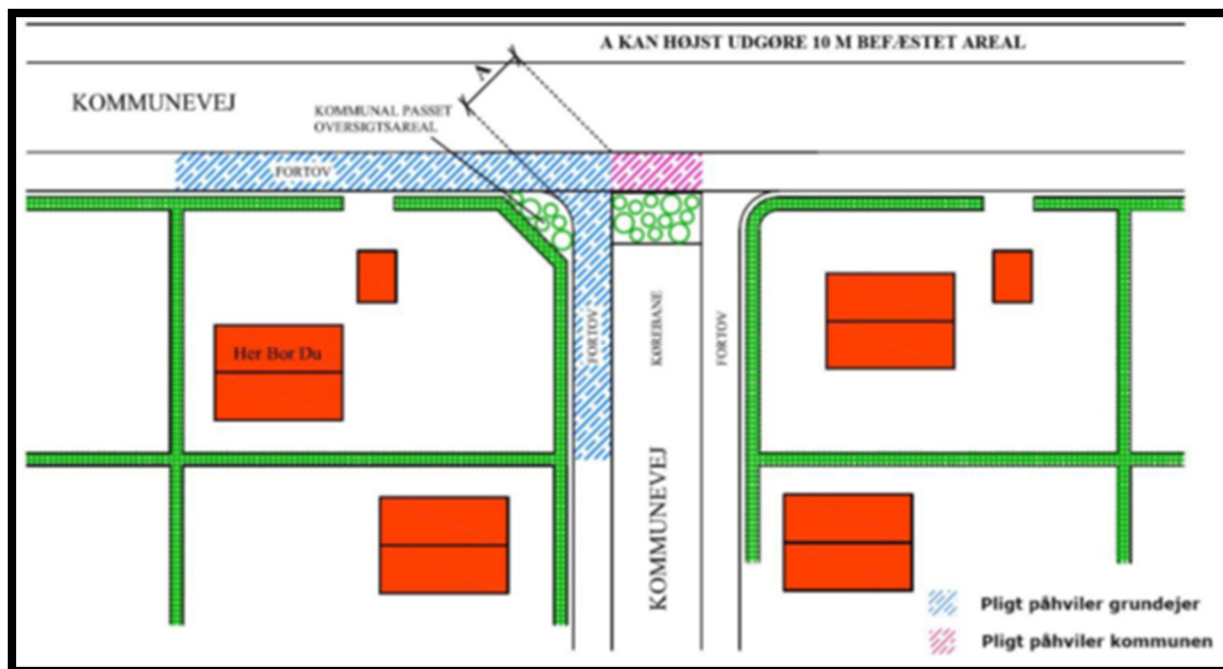 A KAN HØJST UDGØRE 10 M BEFÆSTET AREAL
A
KOMMUNEVEJ
KOMMUNAL PASSET
OVERSIGTSAREAL
FORTOV
FORTOV
KØREBANE
FORTOV
Her Bor Du
KOMMUNEVEJ
Pligt påhviler grundejer
Pligt påhviler kommunen